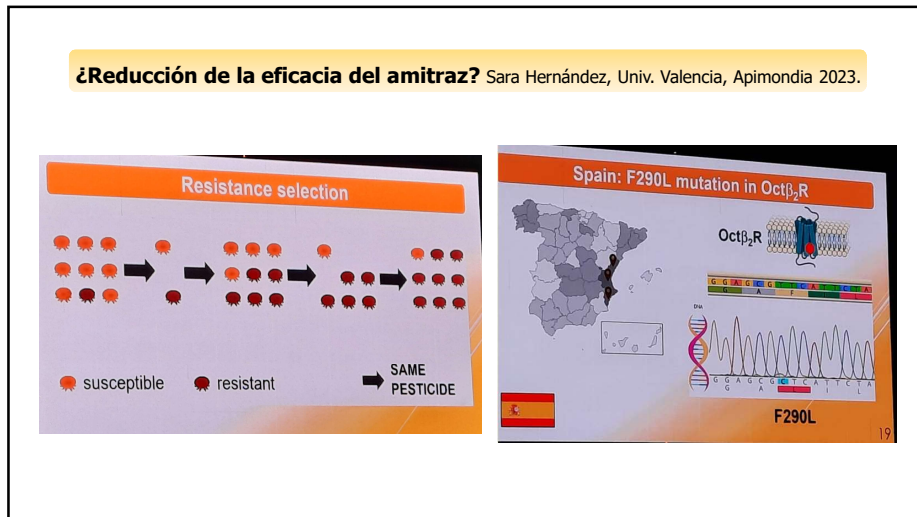 ¿Reducción de la eficacia del amitraz? Sara Hernández, Univ. Valencia, Apimondia 2023.
Resistance selection
susceptible
resistant
SAME
PESTICIDE
Spain: F290L mutation in Octβ₂R
Octβ₂R
G G A G C G T T C A T T C T A
G A F L
DNA
G G A G C G C T C A T T C T A
G A L I L
F290L
19